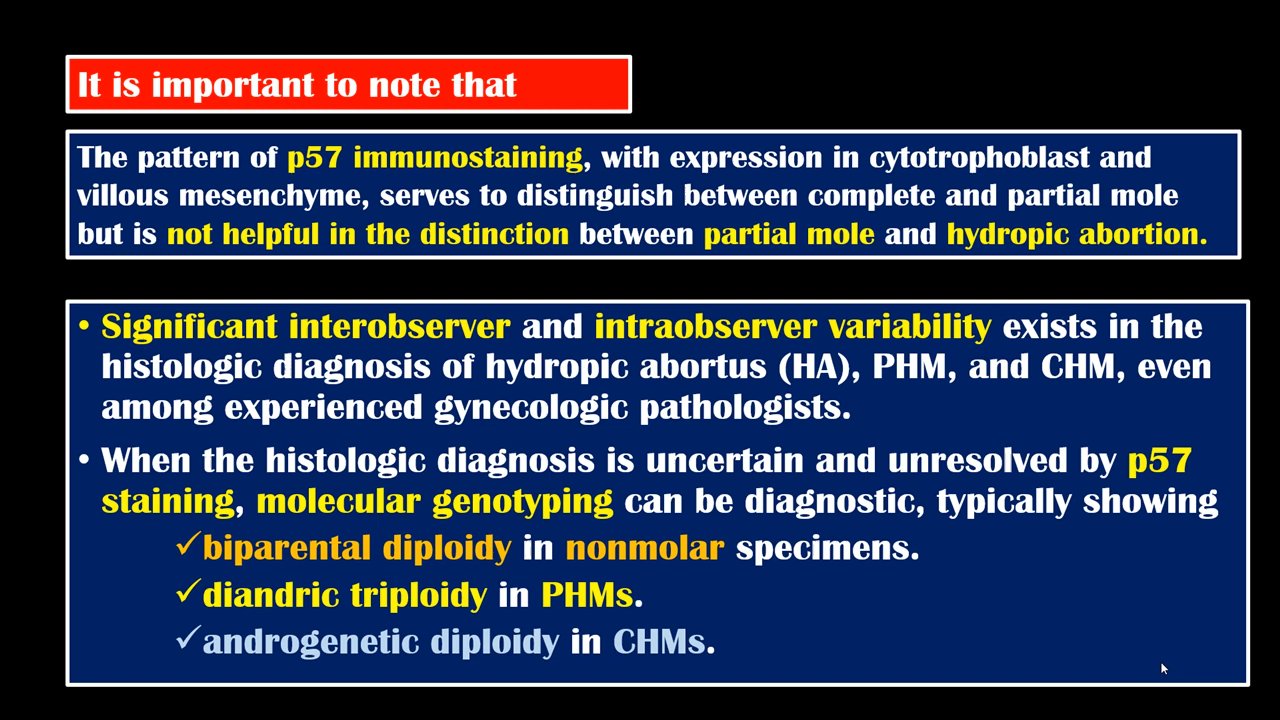 It is important to note that
The pattern of p57 immunostaining, with expression in cytotrophoblast and
villous mesenchyme, serves to distinguish between complete and partial mole
but is not helpful in the distinction between partial mole and hydropic abortion.
• Significant interobserver and intraobserver variability exists in the
histologic diagnosis of hydropic abortus (HA), PHM, and CHM, even
among experienced gynecologic pathologists.
• When the histologic diagnosis is uncertain and unresolved by p57
staining, molecular genotyping can be diagnostic, typically showing
✓biparental diploidy in nonmolar specimens.
✓diandric triploidy in PHMs.
✓androgenetic diploidy in CHMs.